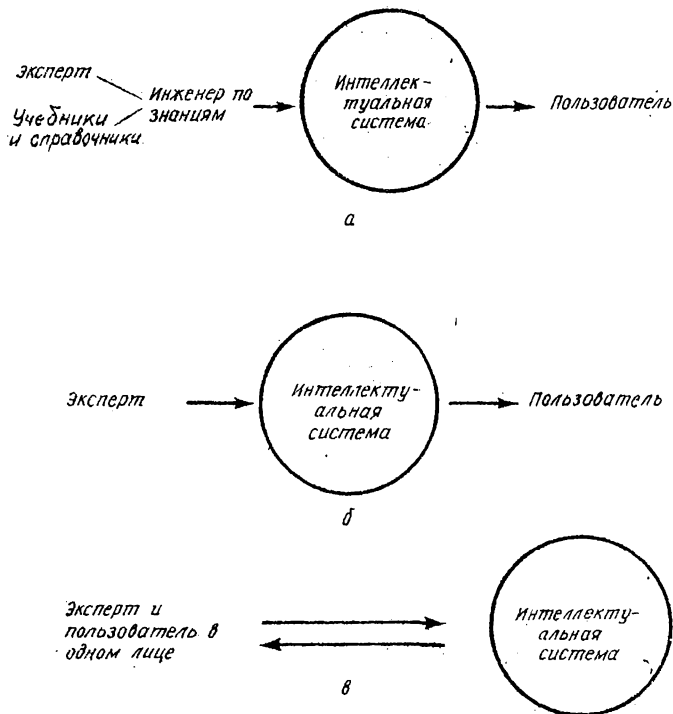 Эксперт
Учебники
и справочники
Инженер по
знаниям
Интеллек-
туальная
система
Пользователь
а
Эксперт
Интеллекту-
альная
система
Пользователь
б
Эксперт и
пользователь в
одном лице
Интеллекту-
альная
система
в